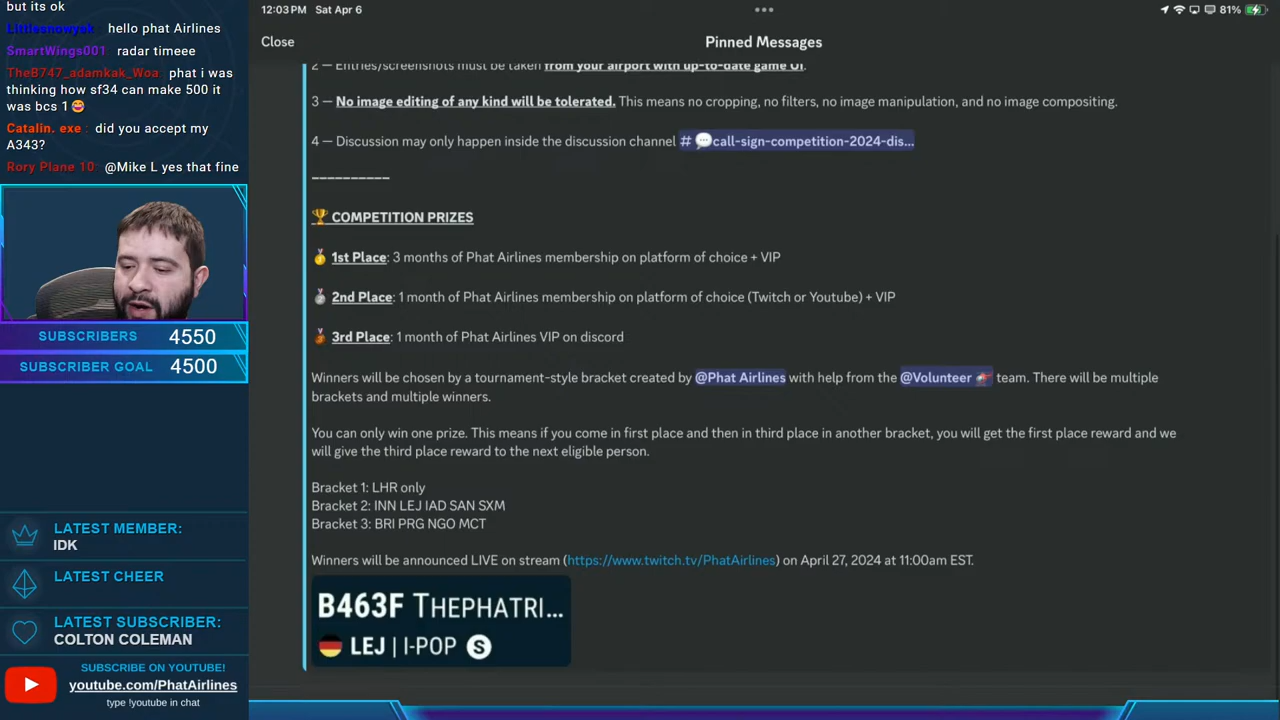 but its ok
Littlesnowysk: hello phat Airlines
SmartWings001: radar timeee
TheB747_adamkak_Woa: phat i was
thinking how sf34 can make 500 it
was bcs 1😅
Catalin. exe: did you accept my
A343?
Rory Plane 10: @Mike L yes that fine
SUBSCRIBERS 4550
SUBSCRIBER GOAL 4500
LATEST MEMBER:
IDK
LATEST CHEER
LATEST SUBSCRIBER:
COLTON COLEMAN
SUBSCRIBE ON YOUTUBE!
youtube.com/PhatAirlines
type !youtube in chat
12:03 PM Sat Apr 6
81%
Close
Pinned Messages
2 — Entries/screenshots must be taken from your airport with up-to-date game UI.
3 — No image editing of any kind will be tolerated. This means no cropping, no filters, no image manipulation, and no image compositing.
4 — Discussion may only happen inside the discussion channel # 💬call-sign-competition-2024-dis...
——————————
🏆 COMPETITION PRIZES
🥇 1st Place: 3 months of Phat Airlines membership on platform of choice + VIP
🥈 2nd Place: 1 month of Phat Airlines membership on platform of choice (Twitch or Youtube) + VIP
🥉 3rd Place: 1 month of Phat Airlines VIP on discord
Winners will be chosen by a tournament-style bracket created by @Phat Airlines with help from the @Volunteer team. There will be multiple
brackets and multiple winners.
You can only win one prize. This means if you come in first place and then in third place in another bracket, you will get the first place reward and we
will give the third place reward to the next eligible person.
Bracket 1: LHR only
Bracket 2: INN LEJ IAD SAN SXM
Bracket 3: BRI PRG NGO MCT
Winners will be announced LIVE on stream (https://www.twitch.tv/PhatAirlines) on April 27, 2024 at 11:00am EST.
B463F THEPHATRI...
LEJ | I-POP S